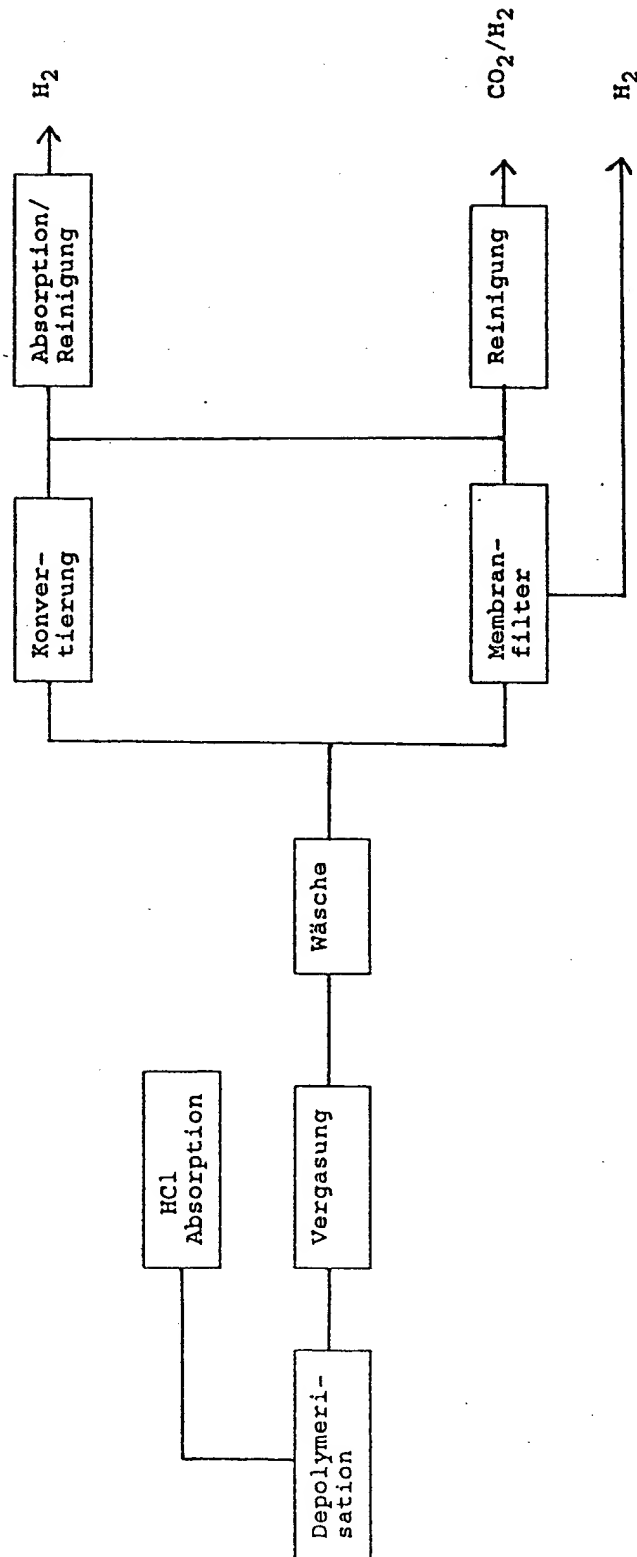 Depolymeri-
sation
HCl
Absorption
Vergasung
Wäsche
Konver-
tierung
Absorption/
Reinigung
H2
Membran-
filter
Reinigung
CO2/H2
H2